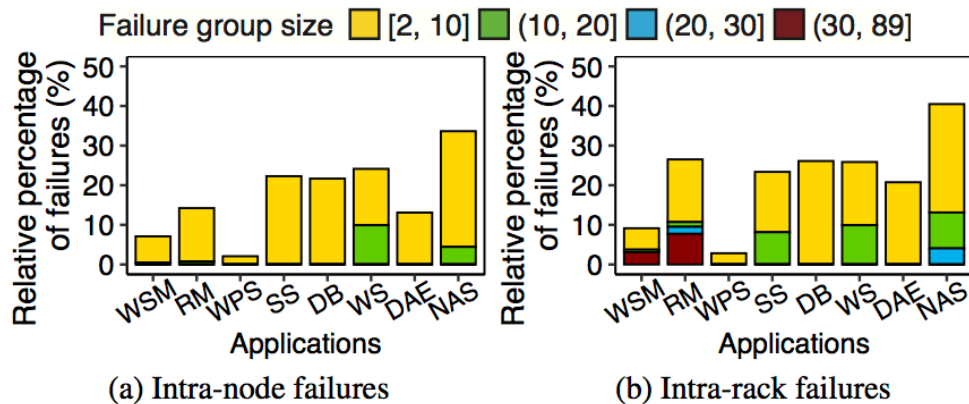 Failure group size [2, 10] (10, 20] (20, 30] (30, 89]
Relative percentage
of failures (%)
50
40
30
20
10
0
WSM RM WPS SS DB WS DAE NAS
Applications
(a) Intra-node failures
Relative percentage
of failures (%)
50
40
30
20
10
0
WSM RM WPS SS DB WS DAE NAS
Applications
(b) Intra-rack failures